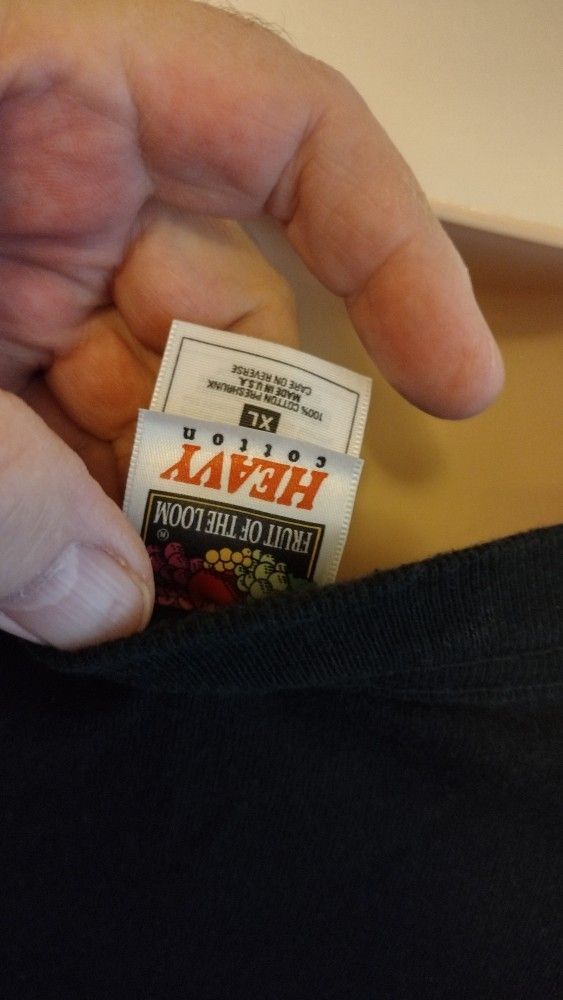 ®
FRUIT OF THE LOOM
HEAVY
cotton
XL
100% COTTON PRESHRUNK
MADE IN U.S.A.
CARE ON REVERSE